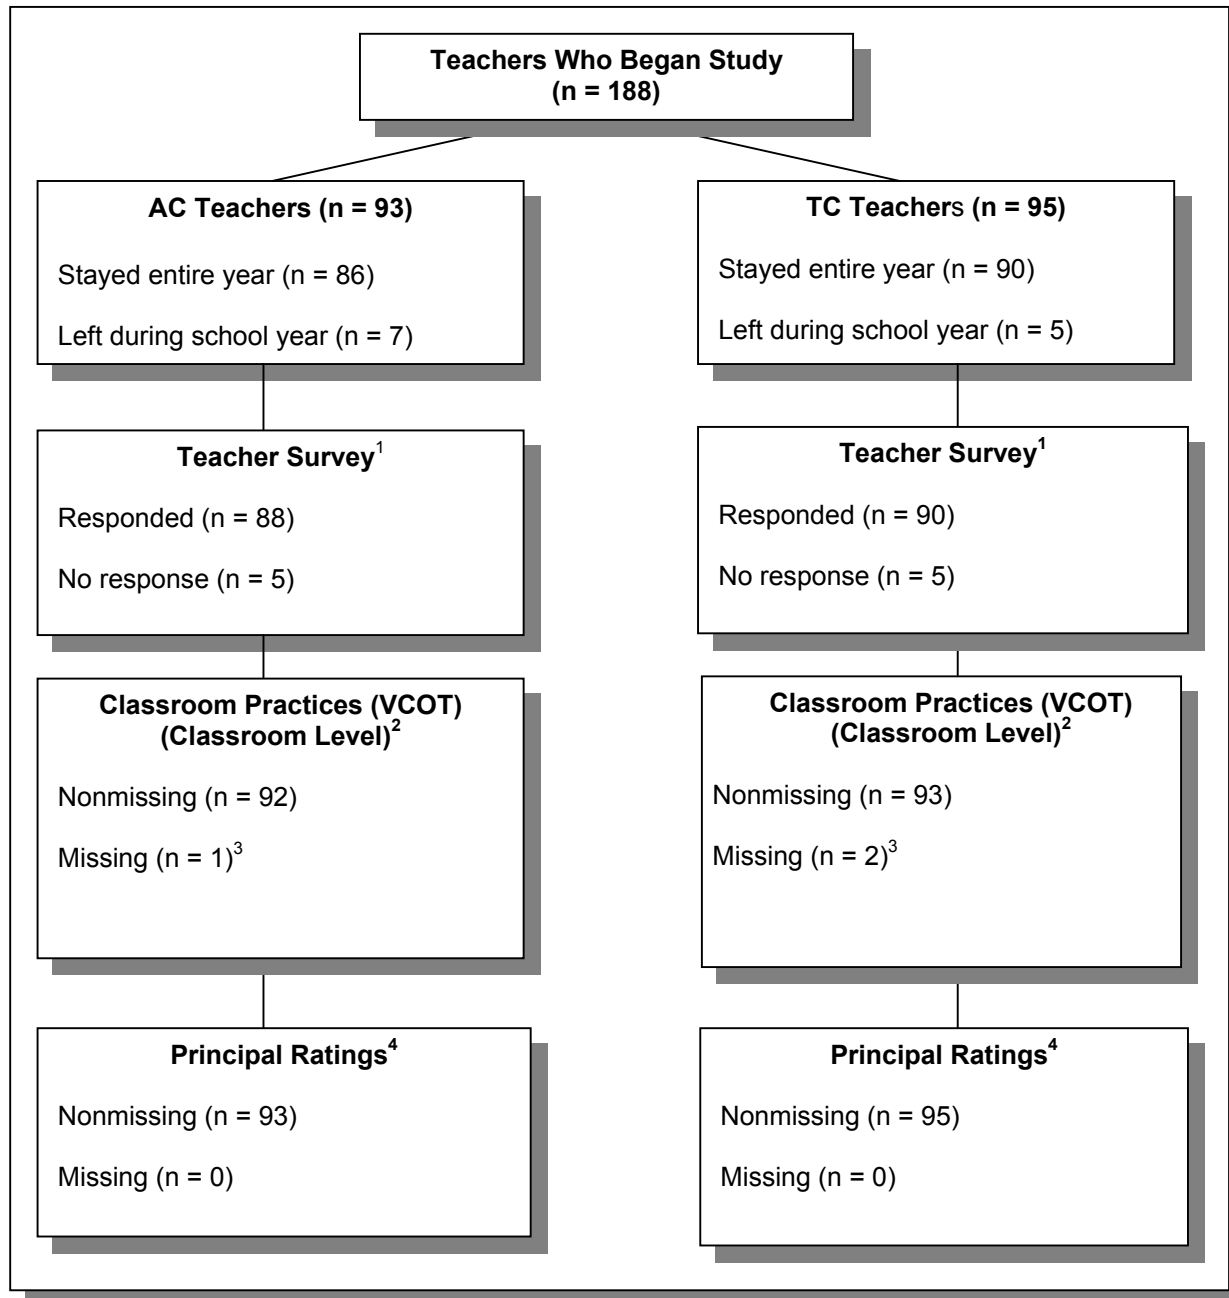 Teachers Who Began Study
(n = 188)
AC Teachers (n = 93)
Stayed entire year (n = 86)
Left during school year (n = 7)
TC Teachers (n = 95)
Stayed entire year (n = 90)
Left during school year (n = 5)
Teacher Survey¹
Responded (n = 88)
No response (n = 5)
Teacher Survey¹
Responded (n = 90)
No response (n = 5)
Classroom Practices (VCOT)
(Classroom Level)²
Nonmissing (n = 92)
Missing (n = 1)³
Classroom Practices (VCOT)
(Classroom Level)²
Nonmissing (n = 93)
Missing (n = 2)³
Principal Ratings⁴
Nonmissing (n = 93)
Missing (n = 0)
Principal Ratings⁴
Nonmissing (n = 95)
Missing (n = 0)